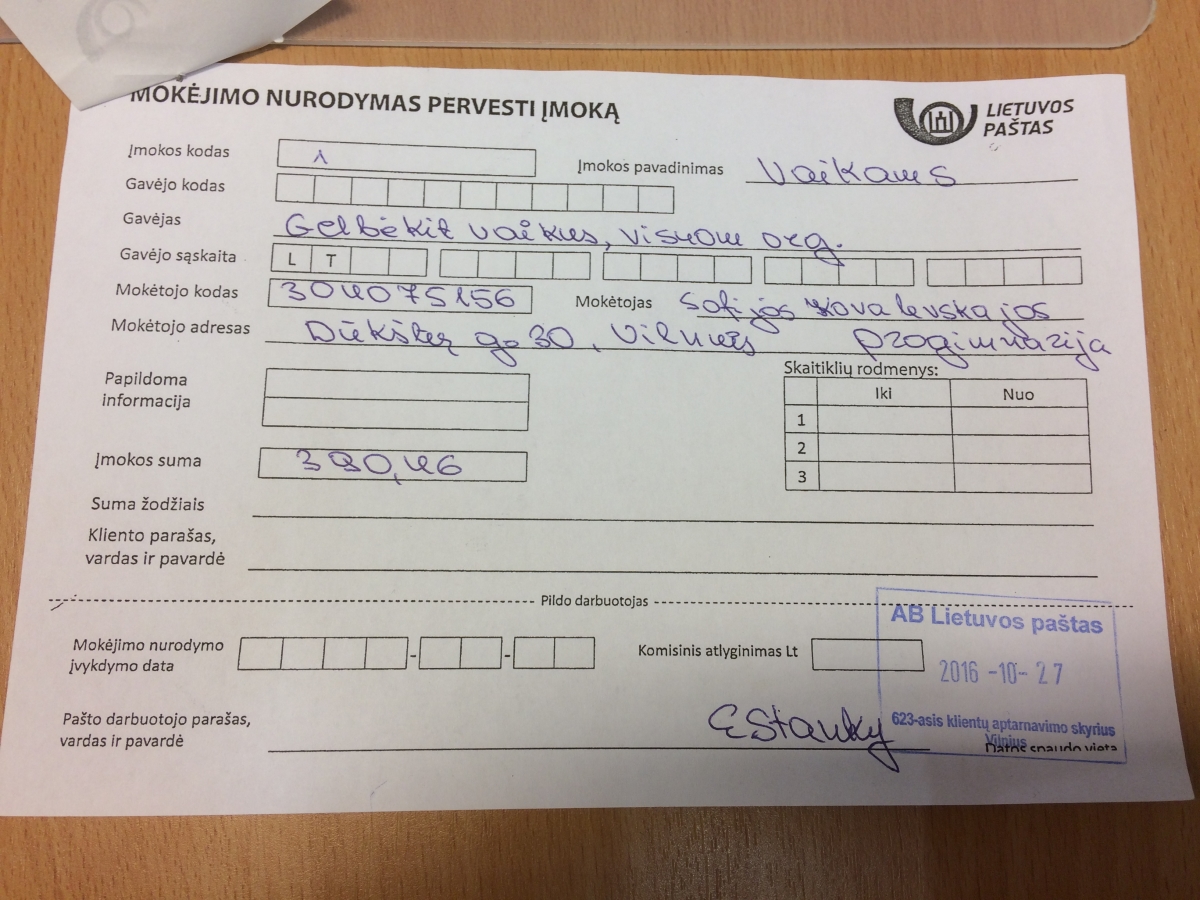 MOKĖJIMO NURODYMAS PERVESTI ĮMOKĄ
LIETUVOS
PAŠTAS
Įmokos kodas 1 Įmokos pavadinimas Vaikams
Gavėjo kodas
Gavėjas Gelbėkit vaikus, visuom org.
Gavėjo sąskaita L T
Mokėtojo kodas 304075156 Mokėtojas Sofijos Kovalevskajos
Mokėtojo adresas Dūkštų g. 30, Vilnius progimnazija
Papildoma
informacija
Skaitiklių rodmenys:
Iki Nuo
1
2
3
Įmokos suma 390,46
Suma žodžiais
Kliento parašas,
vardas ir pavardė
Pildo darbuotojas
AB Lietuvos paštas
Mokėjimo nurodymo
įvykdymo data
Komisinis atlyginimas Lt
2016 -10- 27
Pašto darbuotojo parašas,
vardas ir pavardė
623-asis klientų aptarnavimo skyrius
Vilnius
spaudo vieta